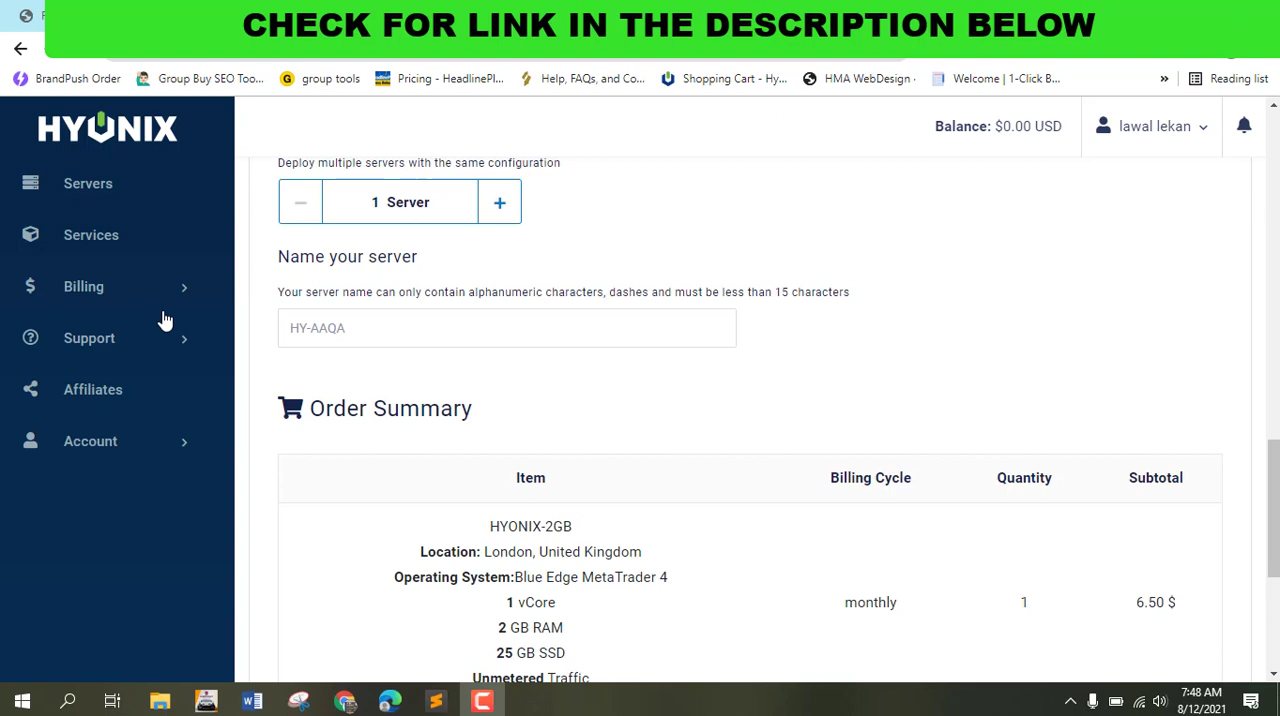 CHECK FOR LINK IN THE DESCRIPTION BELOW
BrandPush Order
Group Buy SEO Too...
group tools
Pricing - HeadlinePl...
Help, FAQs, and Co...
Shopping Cart - Hy...
HMA WebDesign -
Welcome | 1-Click B...
»
Reading list
HYONIX
Balance: $0.00 USD
lawal lekan
Servers
Services
Billing
Support
Affiliates
Account
Deploy multiple servers with the same configuration
− 1 Server +
Name your server
Your server name can only contain alphanumeric characters, dashes and must be less than 15 characters
HY-AAQA
Order Summary
Item Billing Cycle Quantity Subtotal
HYONIX-2GB
Location: London, United Kingdom
Operating System:Blue Edge MetaTrader 4
1 vCore
monthly 1 6.50 $
2 GB RAM
25 GB SSD
Unmetered Traffic
7:48 AM
8/12/2021